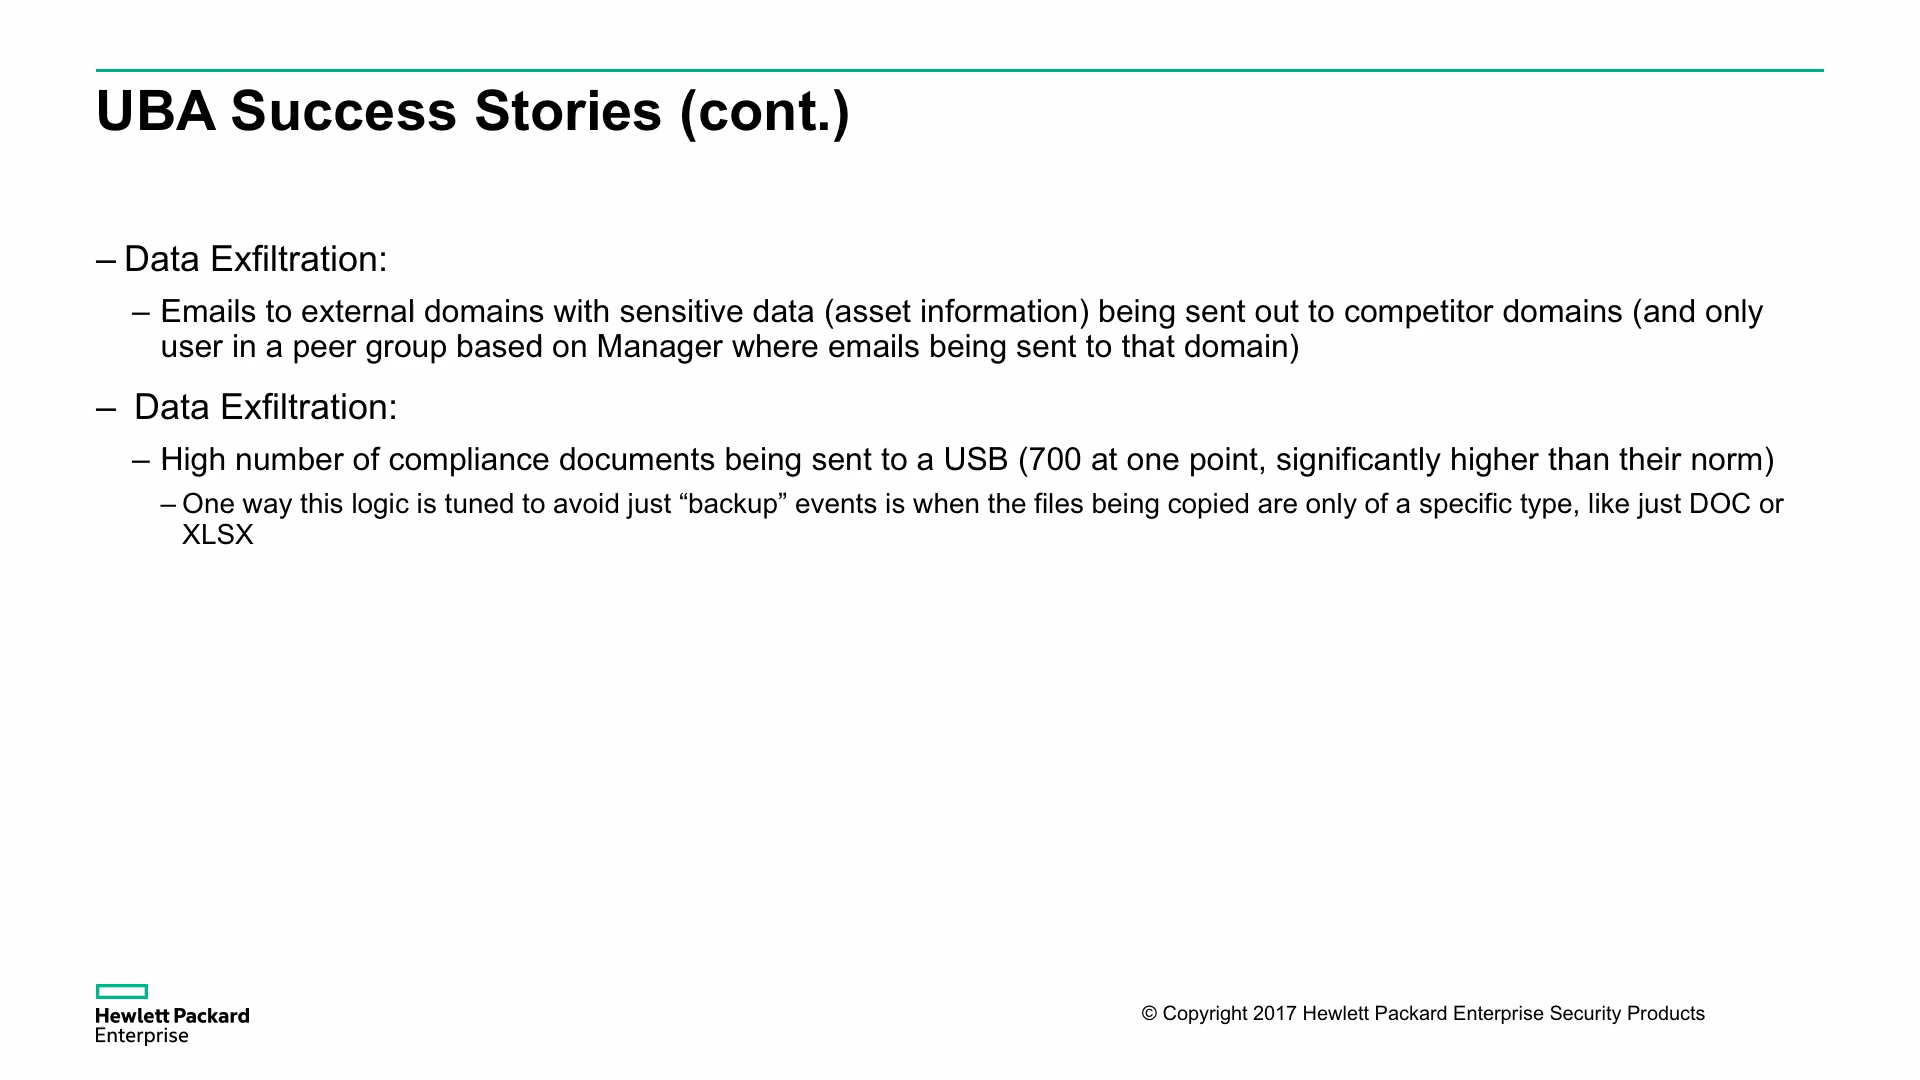 UBA Success Stories (cont.)
– Data Exfiltration:
– Emails to external domains with sensitive data (asset information) being sent out to competitor domains (and only
user in a peer group based on Manager where emails being sent to that domain)
– Data Exfiltration:
– High number of compliance documents being sent to a USB (700 at one point, significantly higher than their norm)
– One way this logic is tuned to avoid just “backup” events is when the files being copied are only of a specific type, like just DOC or
XLSX
Hewlett Packard
Enterprise
© Copyright 2017 Hewlett Packard Enterprise Security Products